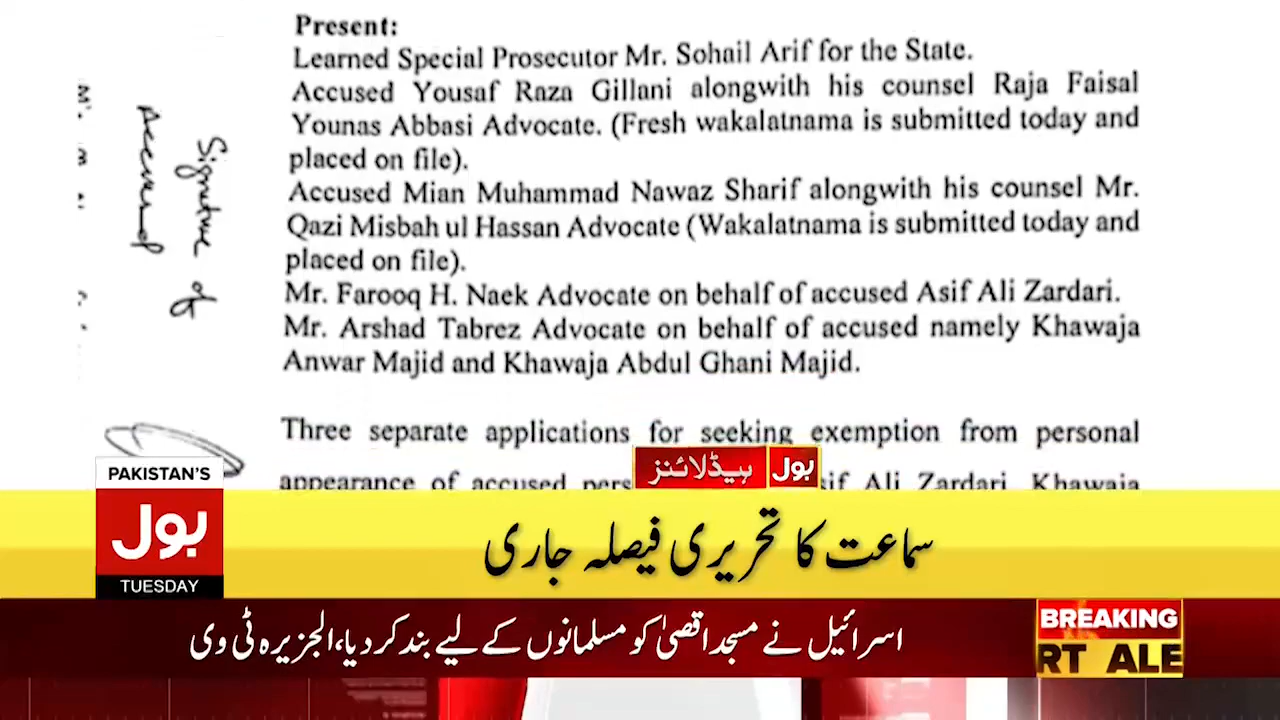 Present:
Learned Special Prosecutor Mr. Sohail Arif for the State.
Accused Yousaf Raza Gillani alongwith his counsel Raja Faisal
Younas Abbasi Advocate. (Fresh wakalatnama is submitted today and
placed on file).
Accused Mian Muhammad Nawaz Sharif alongwith his counsel Mr.
Qazi Misbah ul Hassan Advocate (Wakalatnama is submitted today and
placed on file).
Mr. Farooq H. Naek Advocate on behalf of accused Asif Ali Zardari.
Mr. Arshad Tabrez Advocate on behalf of accused namely Khawaja
Anwar Majid and Khawaja Abdul Ghani Majid.
Three separate applications for seeking exemption from personal
appearance of accused Ali Zardari, Khawaja
Signature of
Accused
بول ہیڈلائنز
PAKISTAN'S
بول
TUESDAY
سماعت کا تحریری فیصلہ جاری
اسرائیل نے مسجد اقصیٰ کو مسلمانوں کے لیے بند کردیا، الجزیرہ ٹی وی
BREAKING
RT ALE